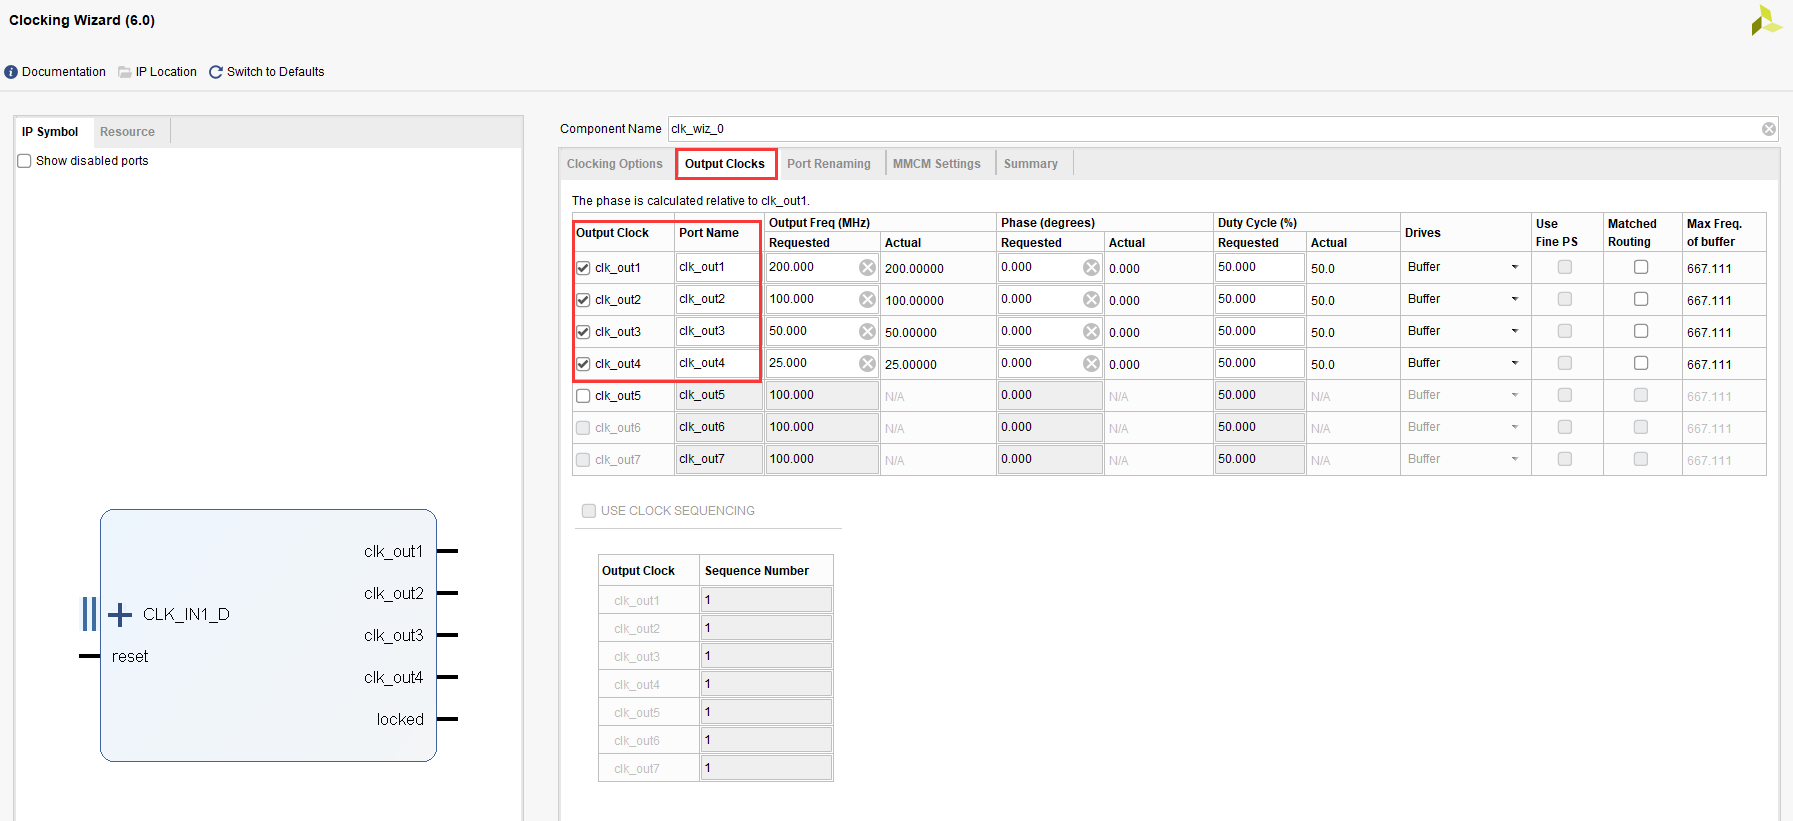 Clocking Wizard (6.0)
Documentation IP Location Switch to Defaults
IP Symbol Resource
Show disabled ports
CLK_IN1_D
reset
clk_out1
clk_out2
clk_out3
clk_out4
locked
Component Name clk_wiz_0
Clocking Options Output Clocks Port Renaming MMCM Settings Summary
The phase is calculated relative to clk_out1.
Output Clock Port Name Output Freq (MHz) Phase (degrees) Duty Cycle (%) Drives Use Fine PS Matched Routing Max Freq. of buffer
Requested Actual Requested Actual Requested Actual
clk_out1 clk_out1 200.000 200.00000 0.000 0.000 50.000 50.0 Buffer 667.111
clk_out2 clk_out2 100.000 100.00000 0.000 0.000 50.000 50.0 Buffer 667.111
clk_out3 clk_out3 50.000 50.00000 0.000 0.000 50.000 50.0 Buffer 667.111
clk_out4 clk_out4 25.000 25.00000 0.000 0.000 50.000 50.0 Buffer 667.111
clk_out5 clk_out5 100.000 N/A 0.000 N/A 50.000 N/A Buffer 667.111
clk_out6 clk_out6 100.000 N/A 0.000 N/A 50.000 N/A Buffer 667.111
clk_out7 clk_out7 100.000 N/A 0.000 N/A 50.000 N/A Buffer 667.111
USE CLOCK SEQUENCING
Output Clock Sequence Number
clk_out1 1
clk_out2 1
clk_out3 1
clk_out4 1
clk_out5 1
clk_out6 1
clk_out7 1